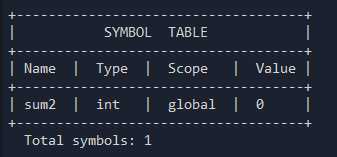 +---------------------------------+
|          SYMBOL  TABLE          |
+---------------------------------+
| Name  |  Type  |  Scope   |  Value |
+---------------------------------+
| sum2  |  int   |  global  |  0     |
+---------------------------------+
  Total symbols: 1